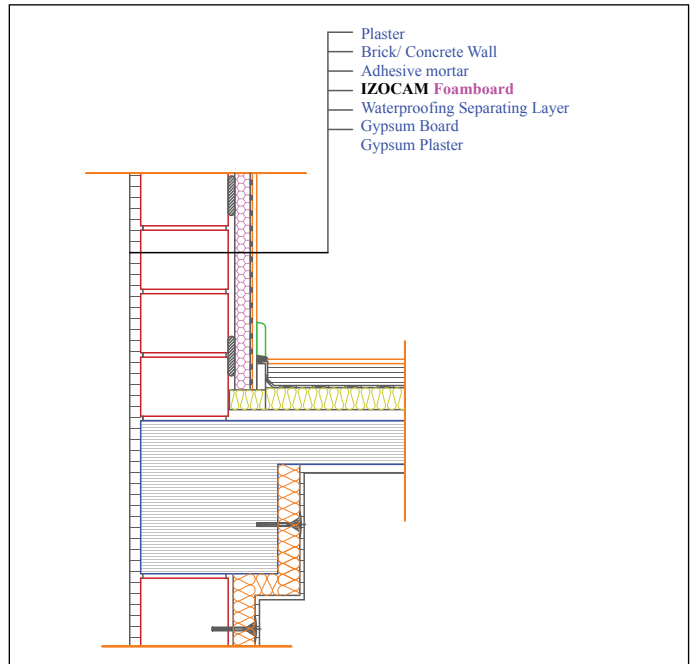 Plaster
Brick/ Concrete Wall
Adhesive mortar
IZOCAM Foamboard
Waterproofing Separating Layer
Gypsum Board
Gypsum Plaster